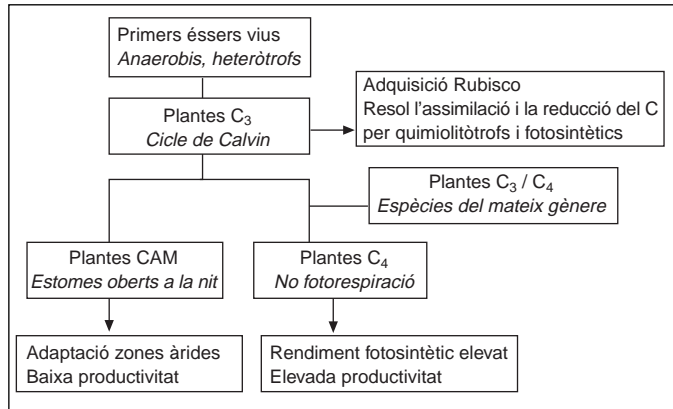 Primers éssers vius
Anaerobis, heteròtrofs
Adquisició Rubisco
Resol l'assimilació i la reducció del C
per quimiolitòtrofs i fotosintètics
Plantes C₃
Cicle de Calvin
Plantes C₃ / C₄
Espècies del mateix gènere
Plantes CAM
Estomes oberts a la nit
Plantes C₄
No fotorespiració
Adaptació zones àrides
Baixa productivitat
Rendiment fotosintètic elevat
Elevada productivitat